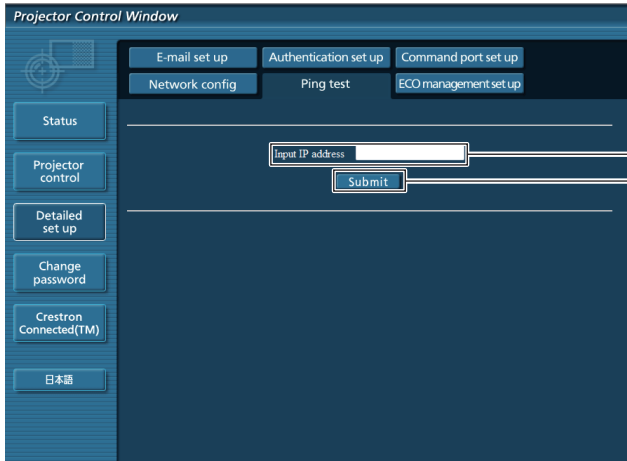 Projector Control Window
E-mail set up
Authentication set up
Command port set up
Network config
Ping test
ECO management set up
Status
Projector
control
Detailed
set up
Change
password
Crestron
Connected(TM)
日本語
Input IP address
Submit